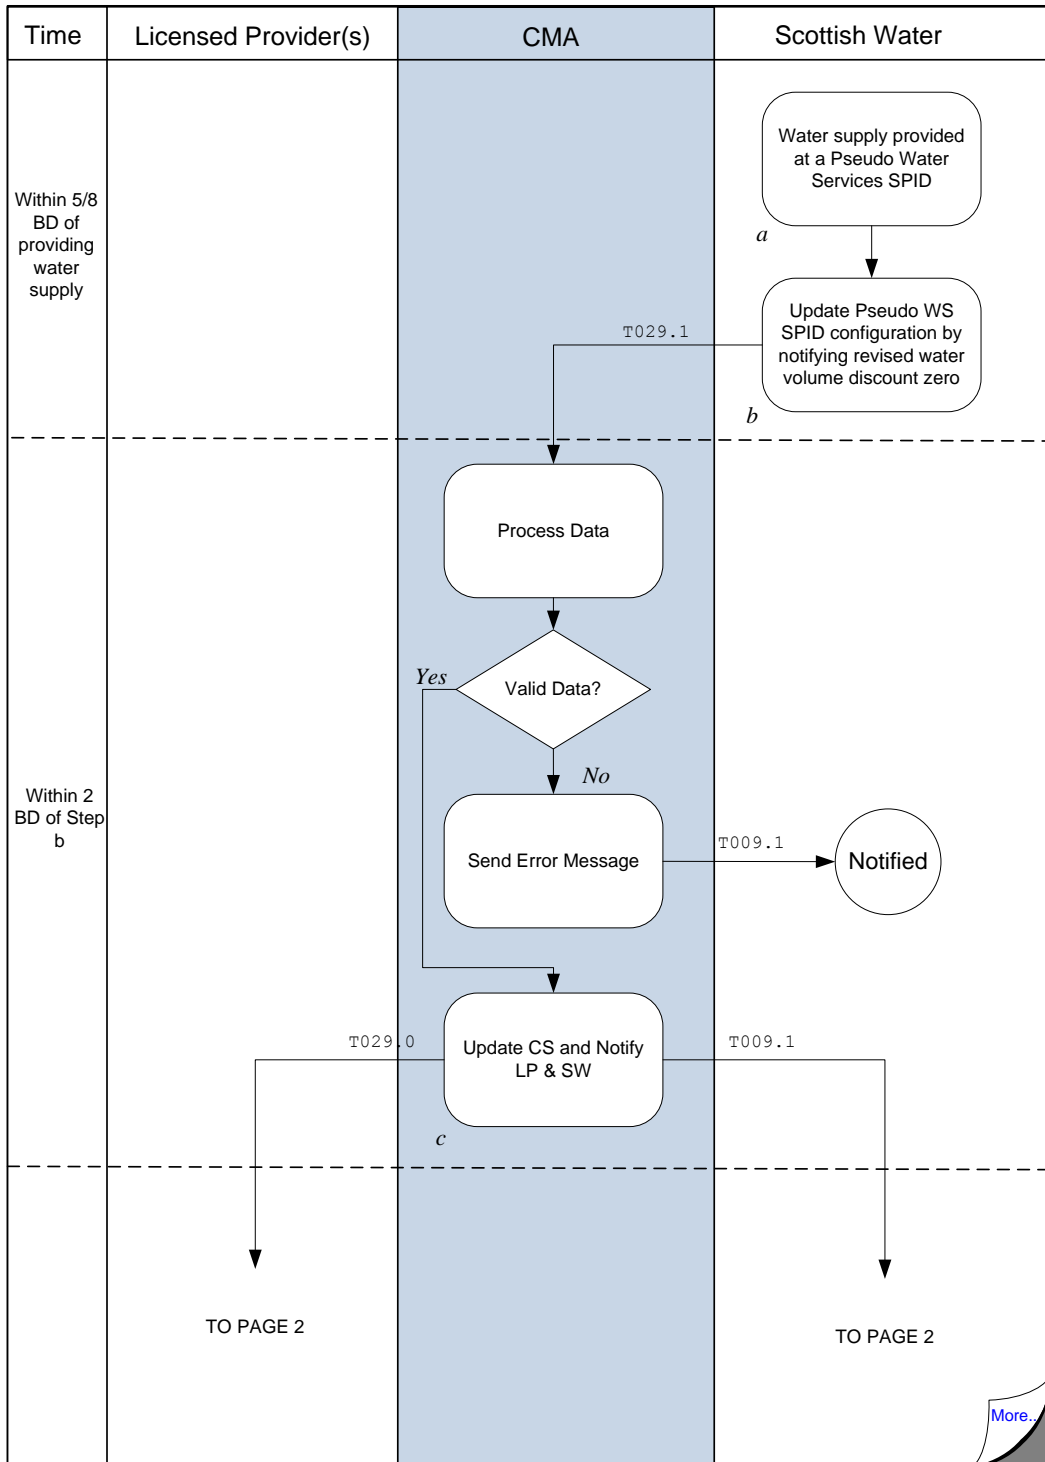 Time
Licensed Provider(s)
CMA
Scottish Water
Water supply provided
at a Pseudo Water
Services SPID
a
Within 5/8
BD of
providing
water
supply
Update Pseudo WS
SPID configuration by
notifying revised water
volume discount zero
b
T029.1
Process Data
Valid Data?
Yes
No
Within 2
BD of Step
b
Send Error Message
T009.1
Notified
T029.0
Update CS and Notify
LP & SW
T009.1
c
TO PAGE 2
TO PAGE 2
More..